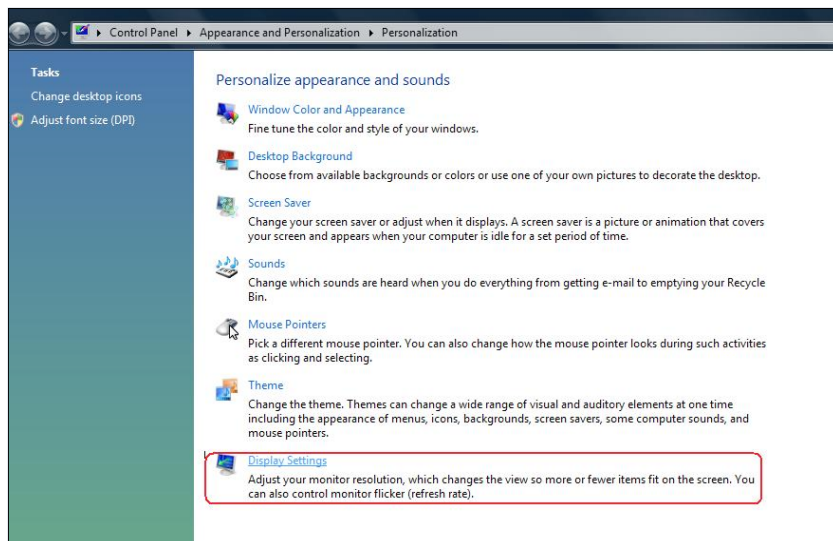 Control Panel ▸ Appearance and Personalization ▸ Personalization
Tasks
Change desktop icons
Adjust font size (DPI)
Personalize appearance and sounds
Window Color and Appearance
Fine tune the color and style of your windows.
Desktop Background
Choose from available backgrounds or colors or use one of your own pictures to decorate the desktop.
Screen Saver
Change your screen saver or adjust when it displays. A screen saver is a picture or animation that covers
your screen and appears when your computer is idle for a set period of time.
Sounds
Change which sounds are heard when you do everything from getting e-mail to emptying your Recycle
Bin.
Mouse Pointers
Pick a different mouse pointer. You can also change how the mouse pointer looks during such activities
as clicking and selecting.
Theme
Change the theme. Themes can change a wide range of visual and auditory elements at one time
including the appearance of menus, icons, backgrounds, screen savers, some computer sounds, and
mouse pointers.
Display Settings
Adjust your monitor resolution, which changes the view so more or fewer items fit on the screen. You
can also control monitor flicker (refresh rate).